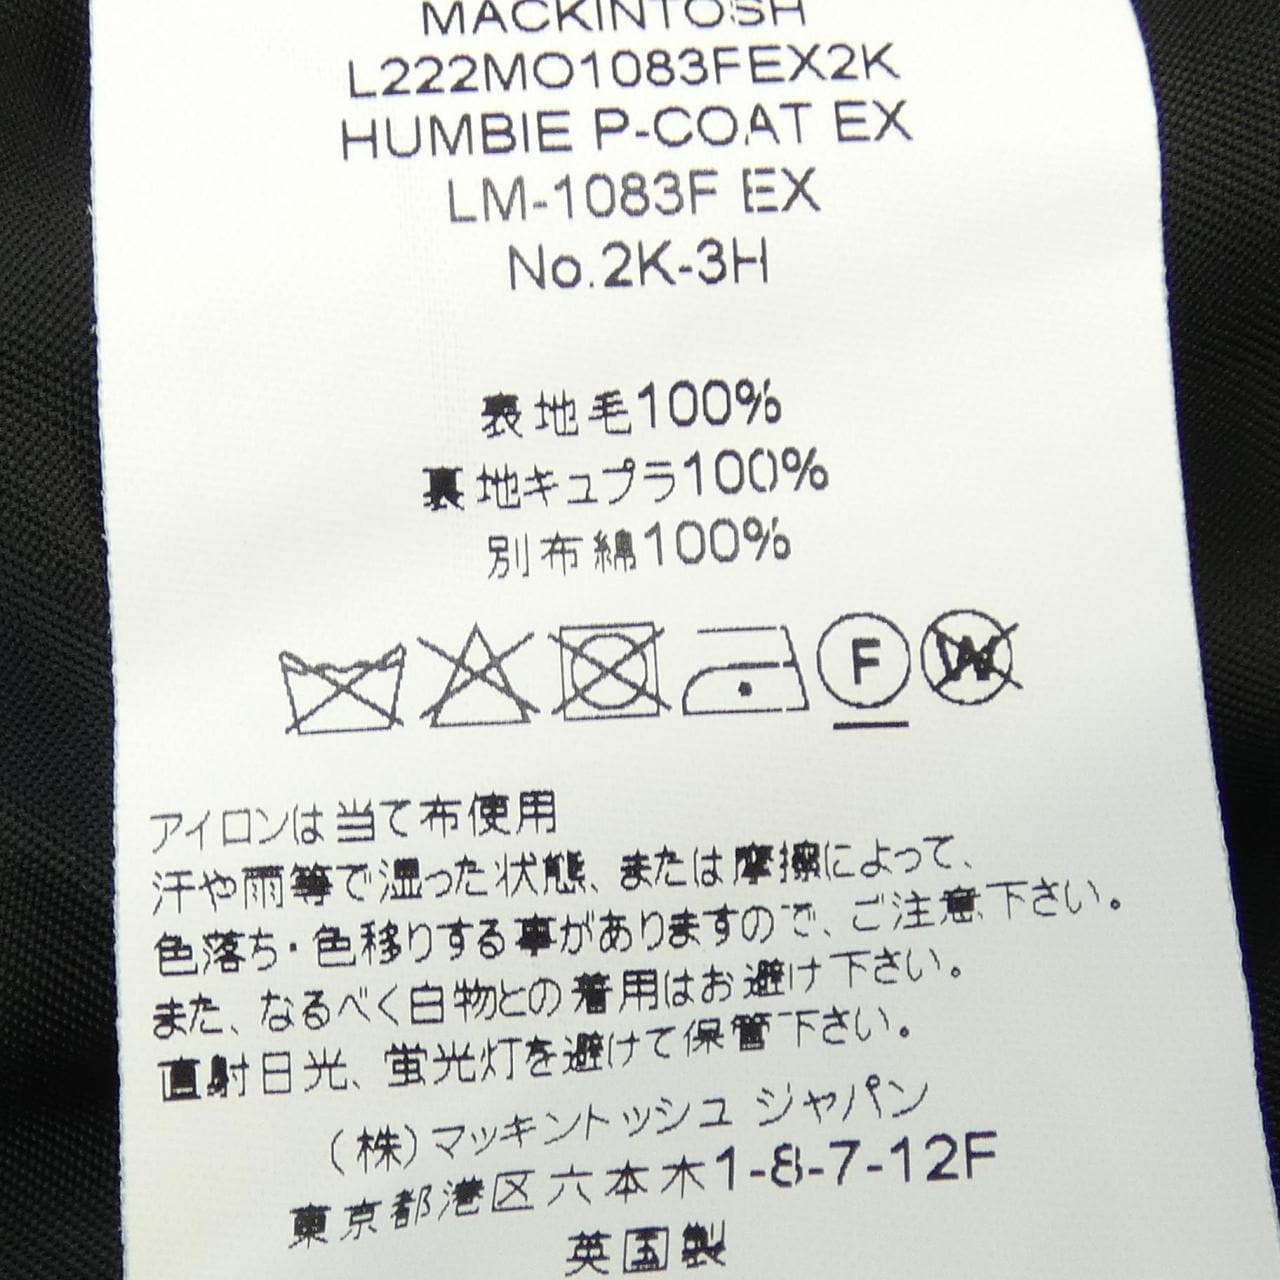 MACKINTOSH
L222MO1083FEX2K
HUMBIE P-COAT EX
LM-1083F EX
No.2K-3H
表地毛100%
裏地キュプラ100%
別布綿100%
F W
アイロンは当て布使用
汗や雨等で湿った状態、または摩擦によって、
色落ち・色移りする事がありますので、ご注意下さい。
また、なるべく白物との着用はお避け下さい。
直射日光、蛍光灯を避けて保管下さい。
(株)マッキントッシュ ジャパン
東京都港区六本木1-8-7-12F
英国製